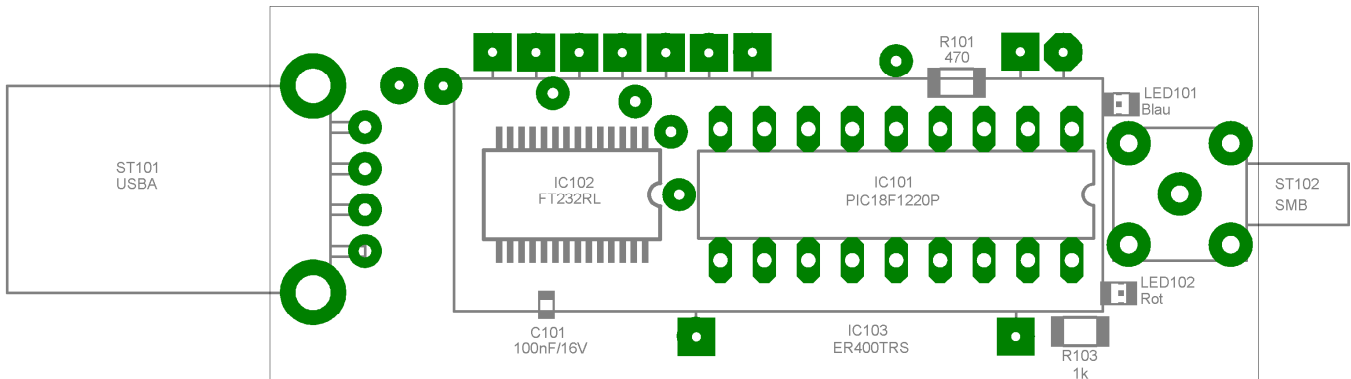 R101
470
LED101
Blau
ST101
USBA
IC102
FT232RL
IC101
PIC18F1220P
ST102
SMB
LED102
Rot
C101
100nF/16V
IC103
ER400TRS
R103
1k